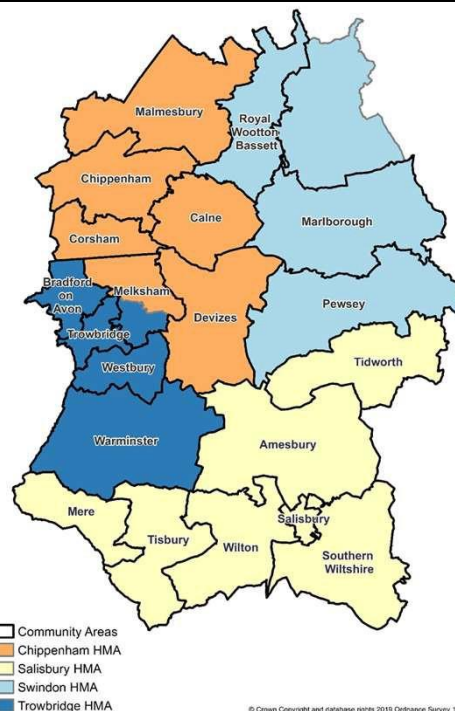 Malmesbury
Royal
Wootton
Bassett
Chippenham
Calne
Marlborough
Corsham
Bradford
on
Avon
Melksham
Devizes
Pewsey
Trowbridge
Westbury
Tidworth
Warminster
Amesbury
Mere
Tisbury
Wilton
Salisbury
Southern
Wiltshire
Community Areas
Chippenham HMA
Salisbury HMA
Swindon HMA
Trowbridge HMA
© Crown Copyright and database rights 2019 Ordnance Survey 1